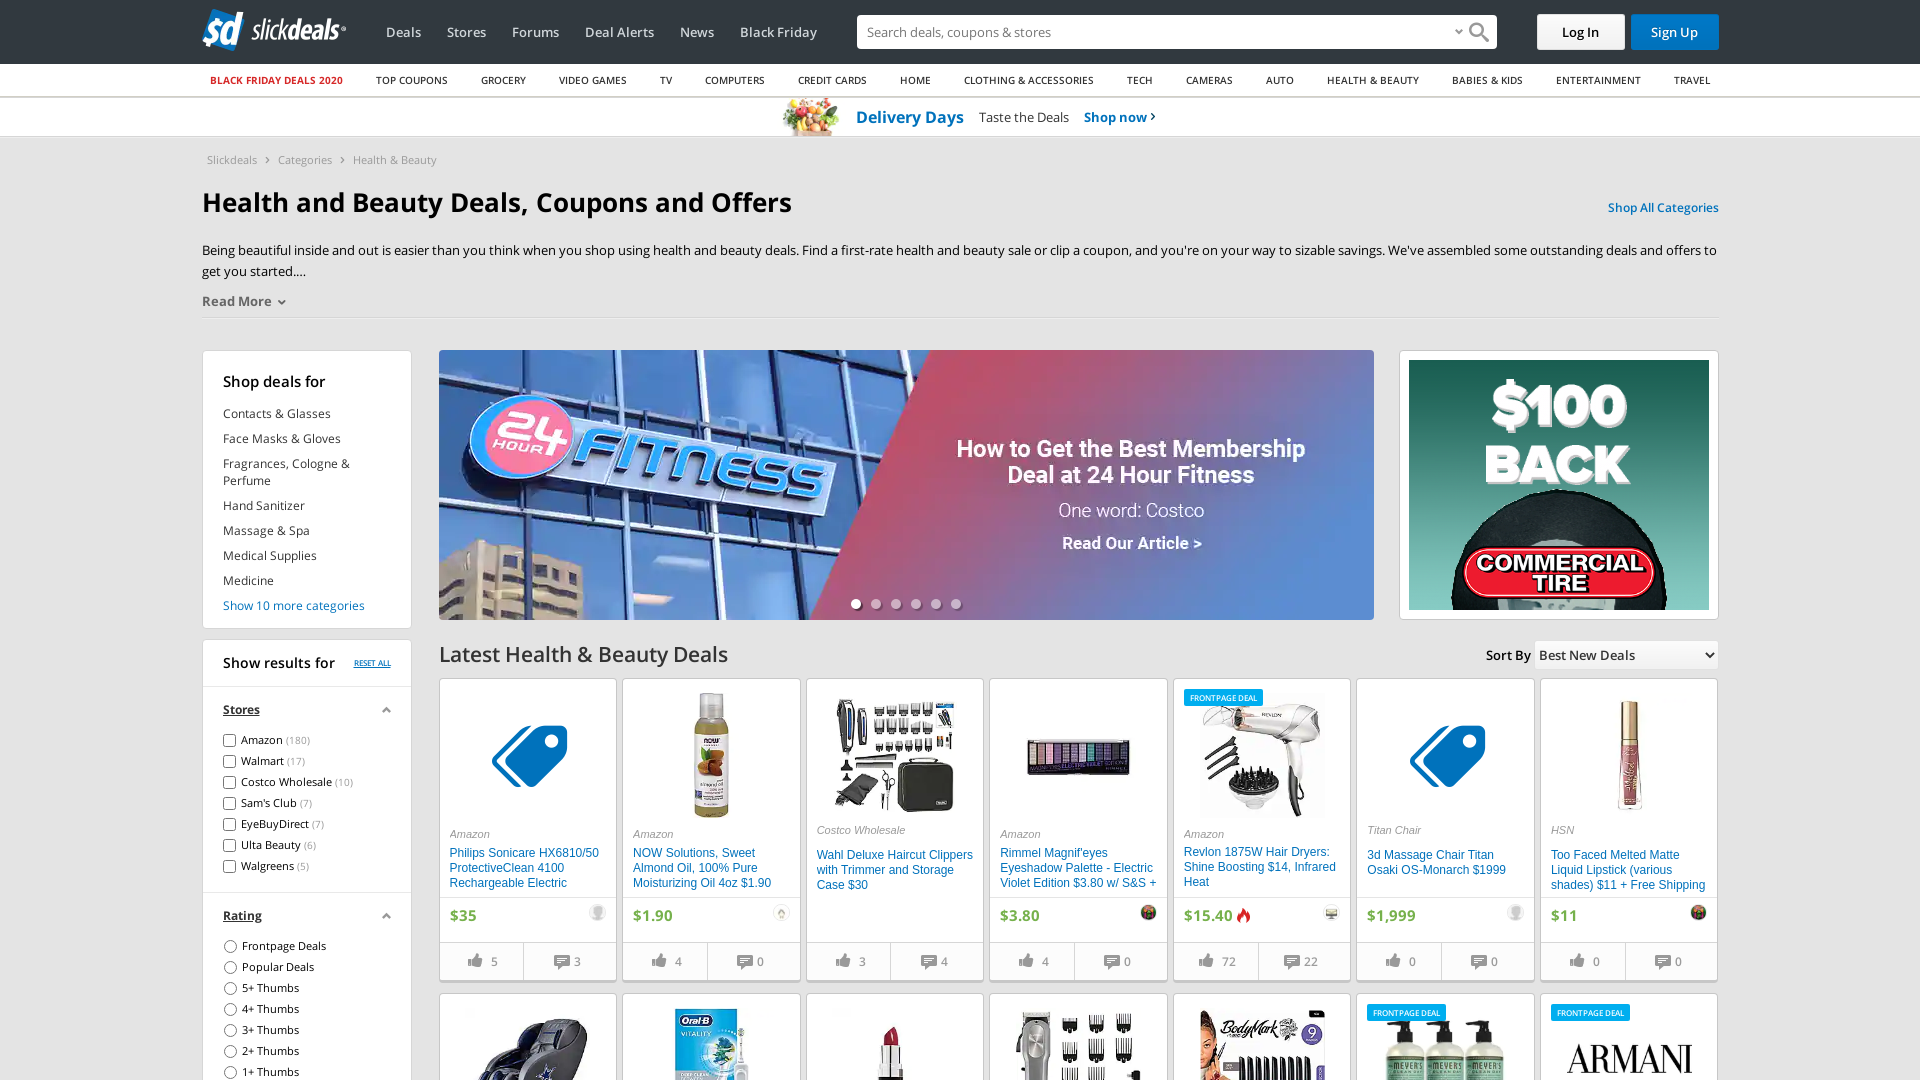 sd slickdeals
Deals
Stores
Forums
Deal Alerts
News
Black Friday
Search deals, coupons & stores
Log In
Sign Up
BLACK FRIDAY DEALS 2020
TOP COUPONS
GROCERY
VIDEO GAMES
TV
COMPUTERS
CREDIT CARDS
HOME
CLOTHING & ACCESSORIES
TECH
CAMERAS
AUTO
HEALTH & BEAUTY
BABIES & KIDS
ENTERTAINMENT
TRAVEL
Delivery Days Taste the Deals Shop now
Slickdeals > Categories > Health & Beauty
Health and Beauty Deals, Coupons and Offers
Shop All Categories
Being beautiful inside and out is easier than you think when you shop using health and beauty deals. Find a first-rate health and beauty sale or clip a coupon, and you're on your way to sizable savings. We've assembled some outstanding deals and offers to
get you started....
Read More
Shop deals for
Contacts & Glasses
Face Masks & Gloves
Fragrances, Cologne &
Perfume
Hand Sanitizer
Massage & Spa
Medical Supplies
Medicine
Show 10 more categories
24
HOUR
FITNESS
How to Get the Best Membership
Deal at 24 Hour Fitness
One word: Costco
Read Our Article >
$100
BACK
COMMERCIAL
TIRE
Show results for
RESET ALL
Stores
Amazon (180)
Walmart (17)
Costco Wholesale (10)
Sam's Club (7)
EyeBuyDirect (7)
Ulta Beauty (6)
Walgreens (5)
Rating
Frontpage Deals
Popular Deals
5+ Thumbs
4+ Thumbs
3+ Thumbs
2+ Thumbs
1+ Thumbs
Latest Health & Beauty Deals
Sort By
Best New Deals
Amazon
Philips Sonicare HX6810/50
ProtectiveClean 4100
Rechargeable Electric
$35
5
3
now
almond oil
Amazon
NOW Solutions, Sweet
Almond Oil, 100% Pure
Moisturizing Oil 4oz $1.90
$1.90
4
0
Costco Wholesale
Wahl Deluxe Haircut Clippers
with Trimmer and Storage
Case $30
3
4
Amazon
Rimmel Magnif'eyes
Eyeshadow Palette - Electric
Violet Edition $3.80 w/ S&S +
$3.80
4
0
FRONTPAGE DEAL
REVLON
Amazon
Revlon 1875W Hair Dryers:
Shine Boosting $14, Infrared
Heat
$15.40
72
22
Titan Chair
3d Massage Chair Titan
Osaki OS-Monarch $1999
$1,999
0
0
HSN
Too Faced Melted Matte
Liquid Lipstick (various
shades) $11 + Free Shipping
$11
0
0
Oral-B
VITALITY
BodyMark
9
FRONTPAGE DEAL
FRONTPAGE DEAL
ARMANI